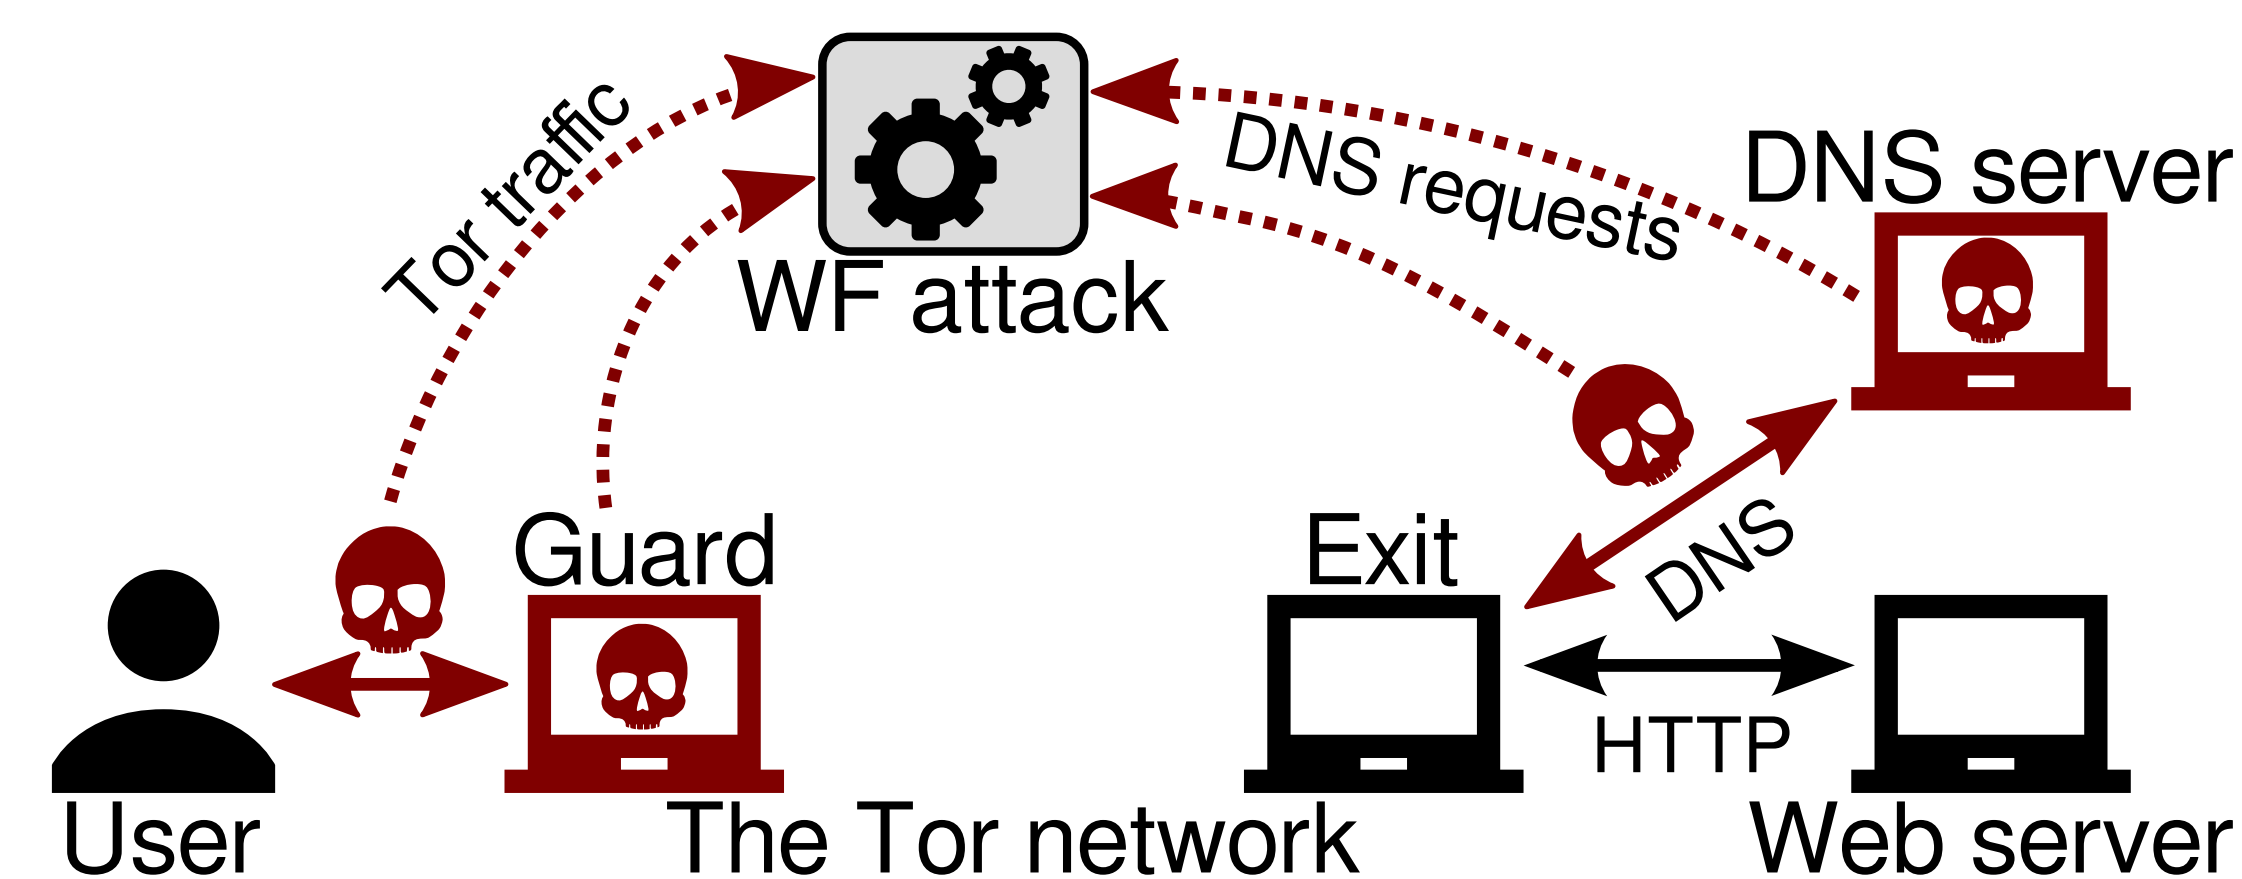 Tor traffic
WF attack
DNS requests
DNS server
Guard
Exit
DNS
HTTP
User
The Tor network
Web server